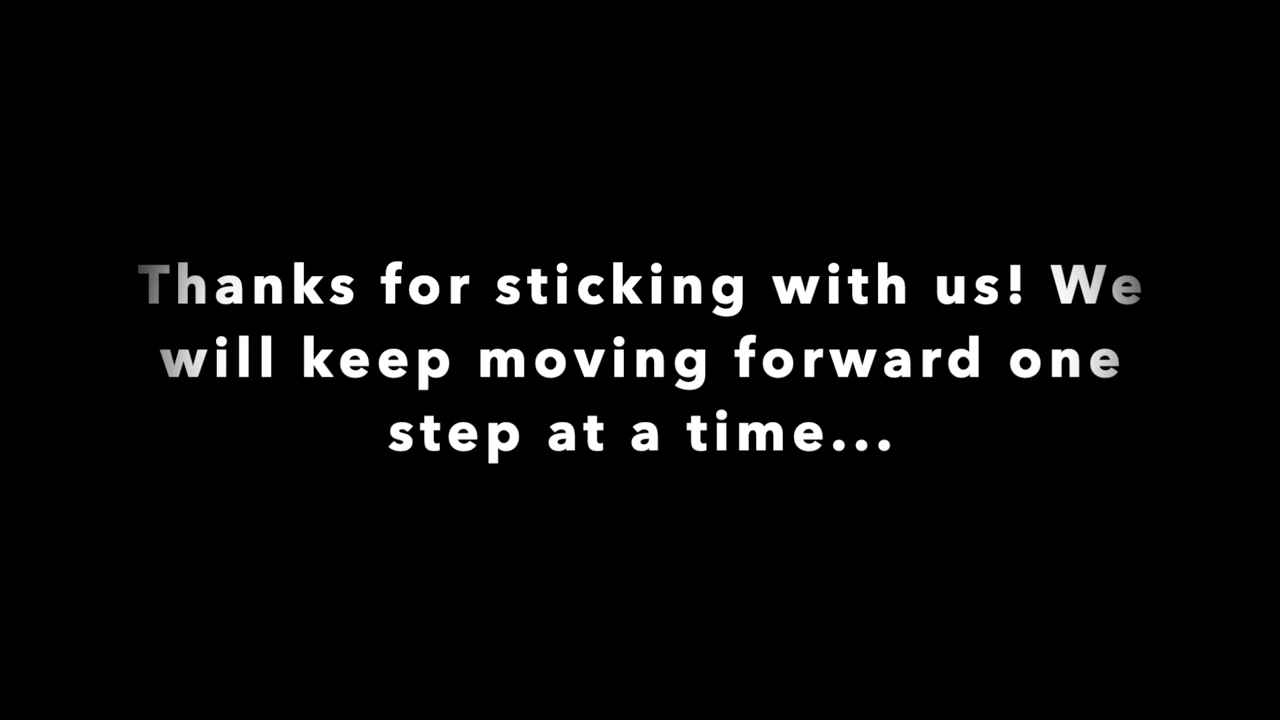 Thanks for sticking with us! We
will keep moving forward one
step at a time...